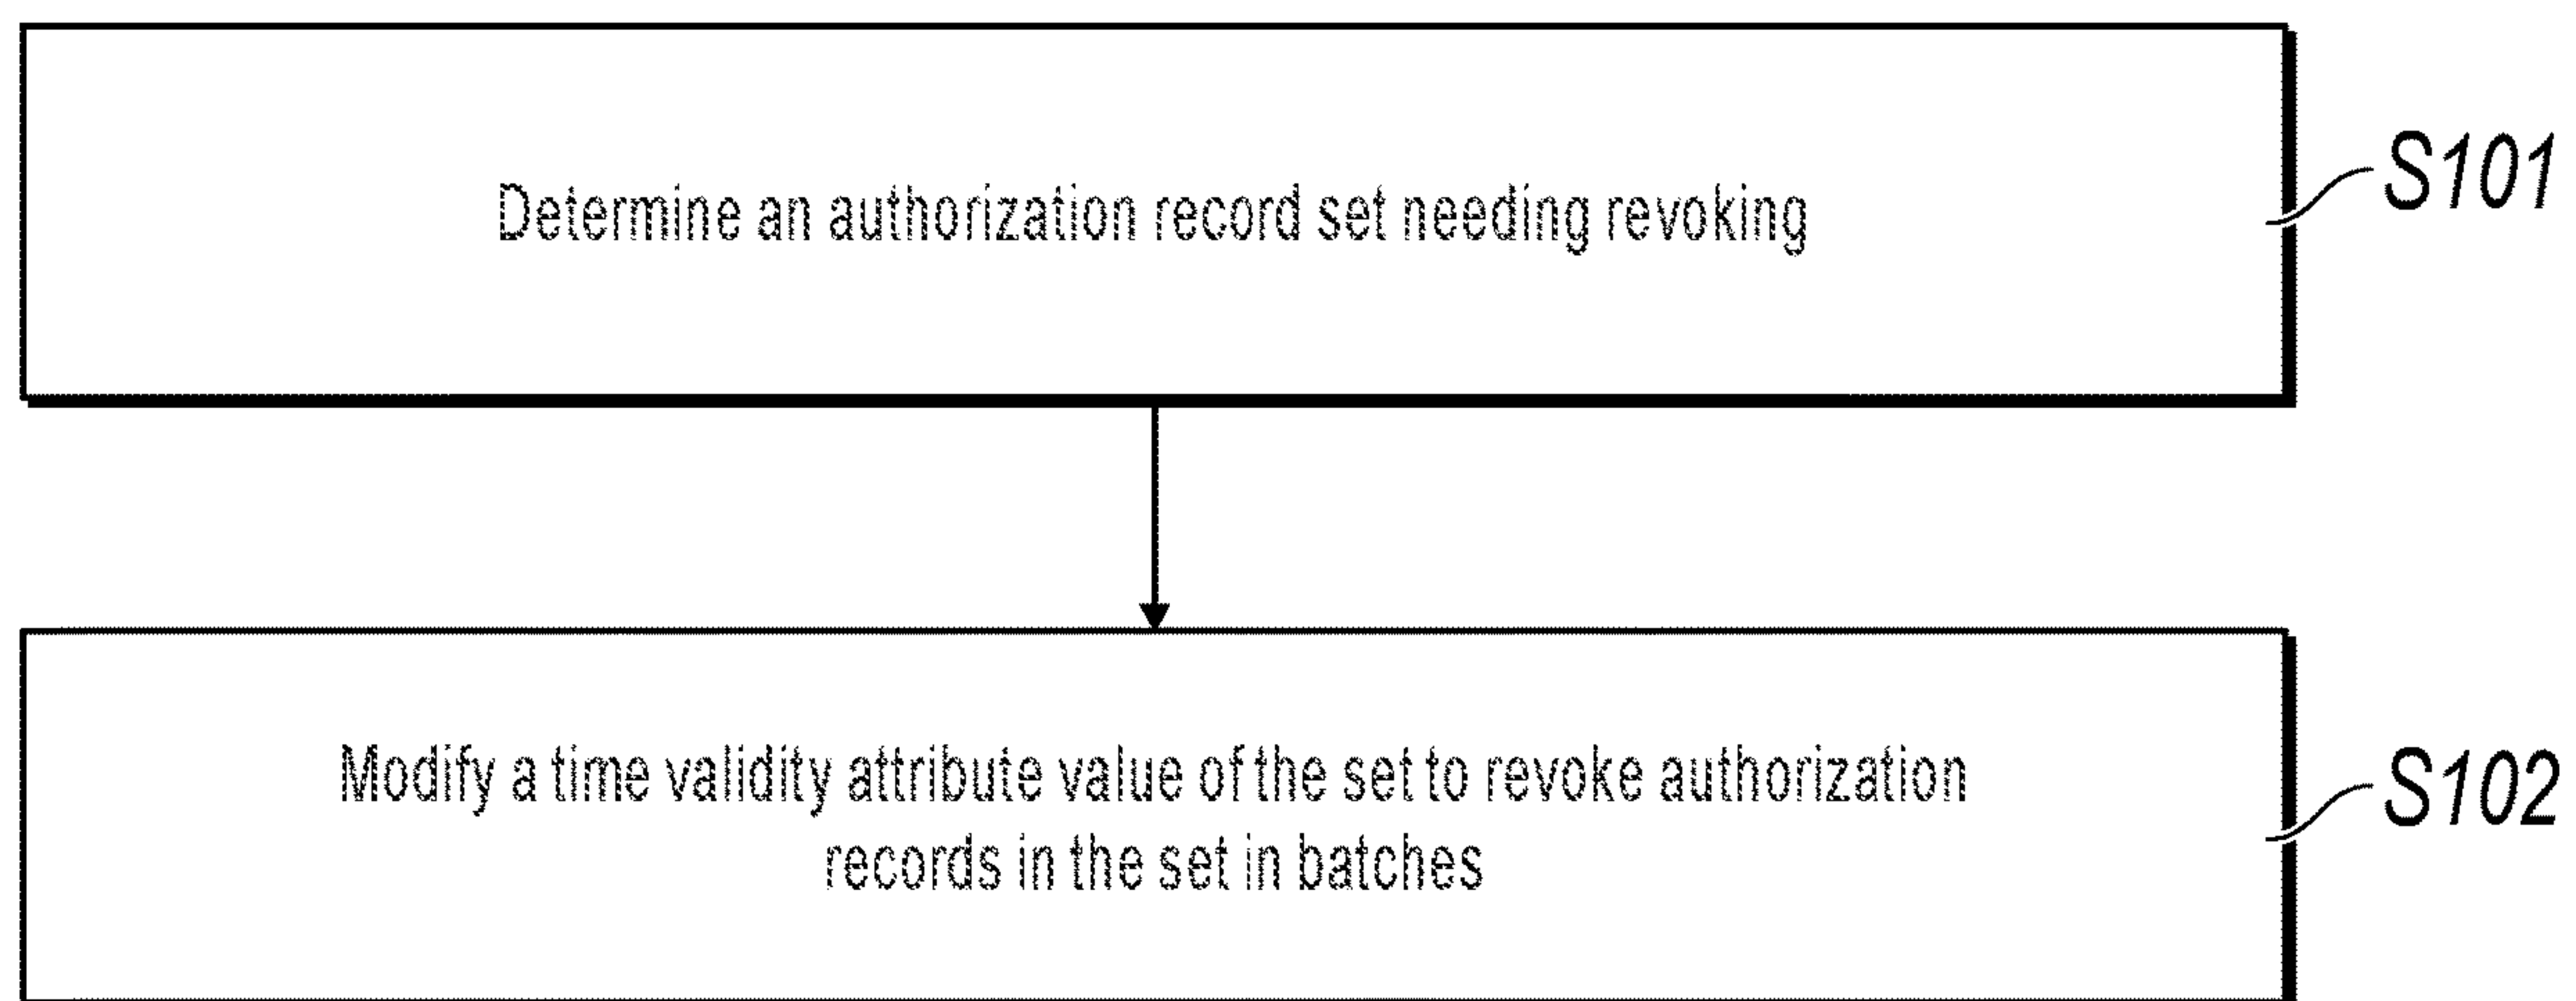 Determine an authorization record set needing revoking
S101
Modify a time validity attribute value of the set to revoke authorization
records in the set in batches
S102